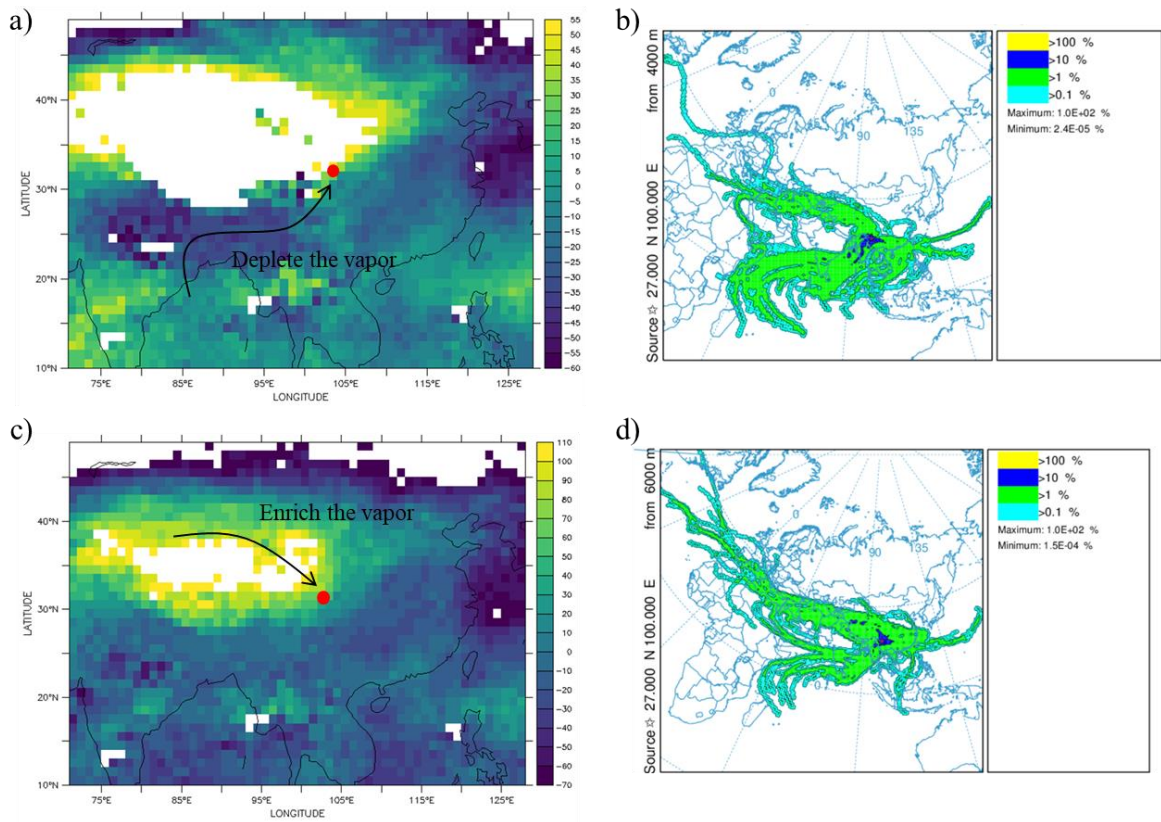 a)
55
50
45
40
35
30
25
20
15
10
5
0
-5
-10
-15
-20
-25
-30
-35
-40
-45
-50
-55
-60
40°N
30°N
20°N
10°N
LATITUDE
Deplete the vapor
75°E 85°E 95°E 105°E 115°E 125°E
LONGITUDE
b)
Source ☆ 27.000 N 100.000 E from 4000 m
45
0
45
90
135
>100 %
>10 %
>1 %
>0.1 %
Maximum: 1.0E+02 %
Minimum: 2.4E-05 %
c)
110
100
90
80
70
60
50
40
30
20
10
0
-10
-20
-30
-40
-50
-60
-70
40°N
30°N
20°N
10°N
LATITUDE
Enrich the vapor
75°E 85°E 95°E 105°E 115°E 125°E
LONGITUDE
d)
Source ☆ 27.000 N 100.000 E from 6000 m
0
45
90
135
0
>100 %
>10 %
>1 %
>0.1 %
Maximum: 1.0E+02 %
Minimum: 1.5E-04 %